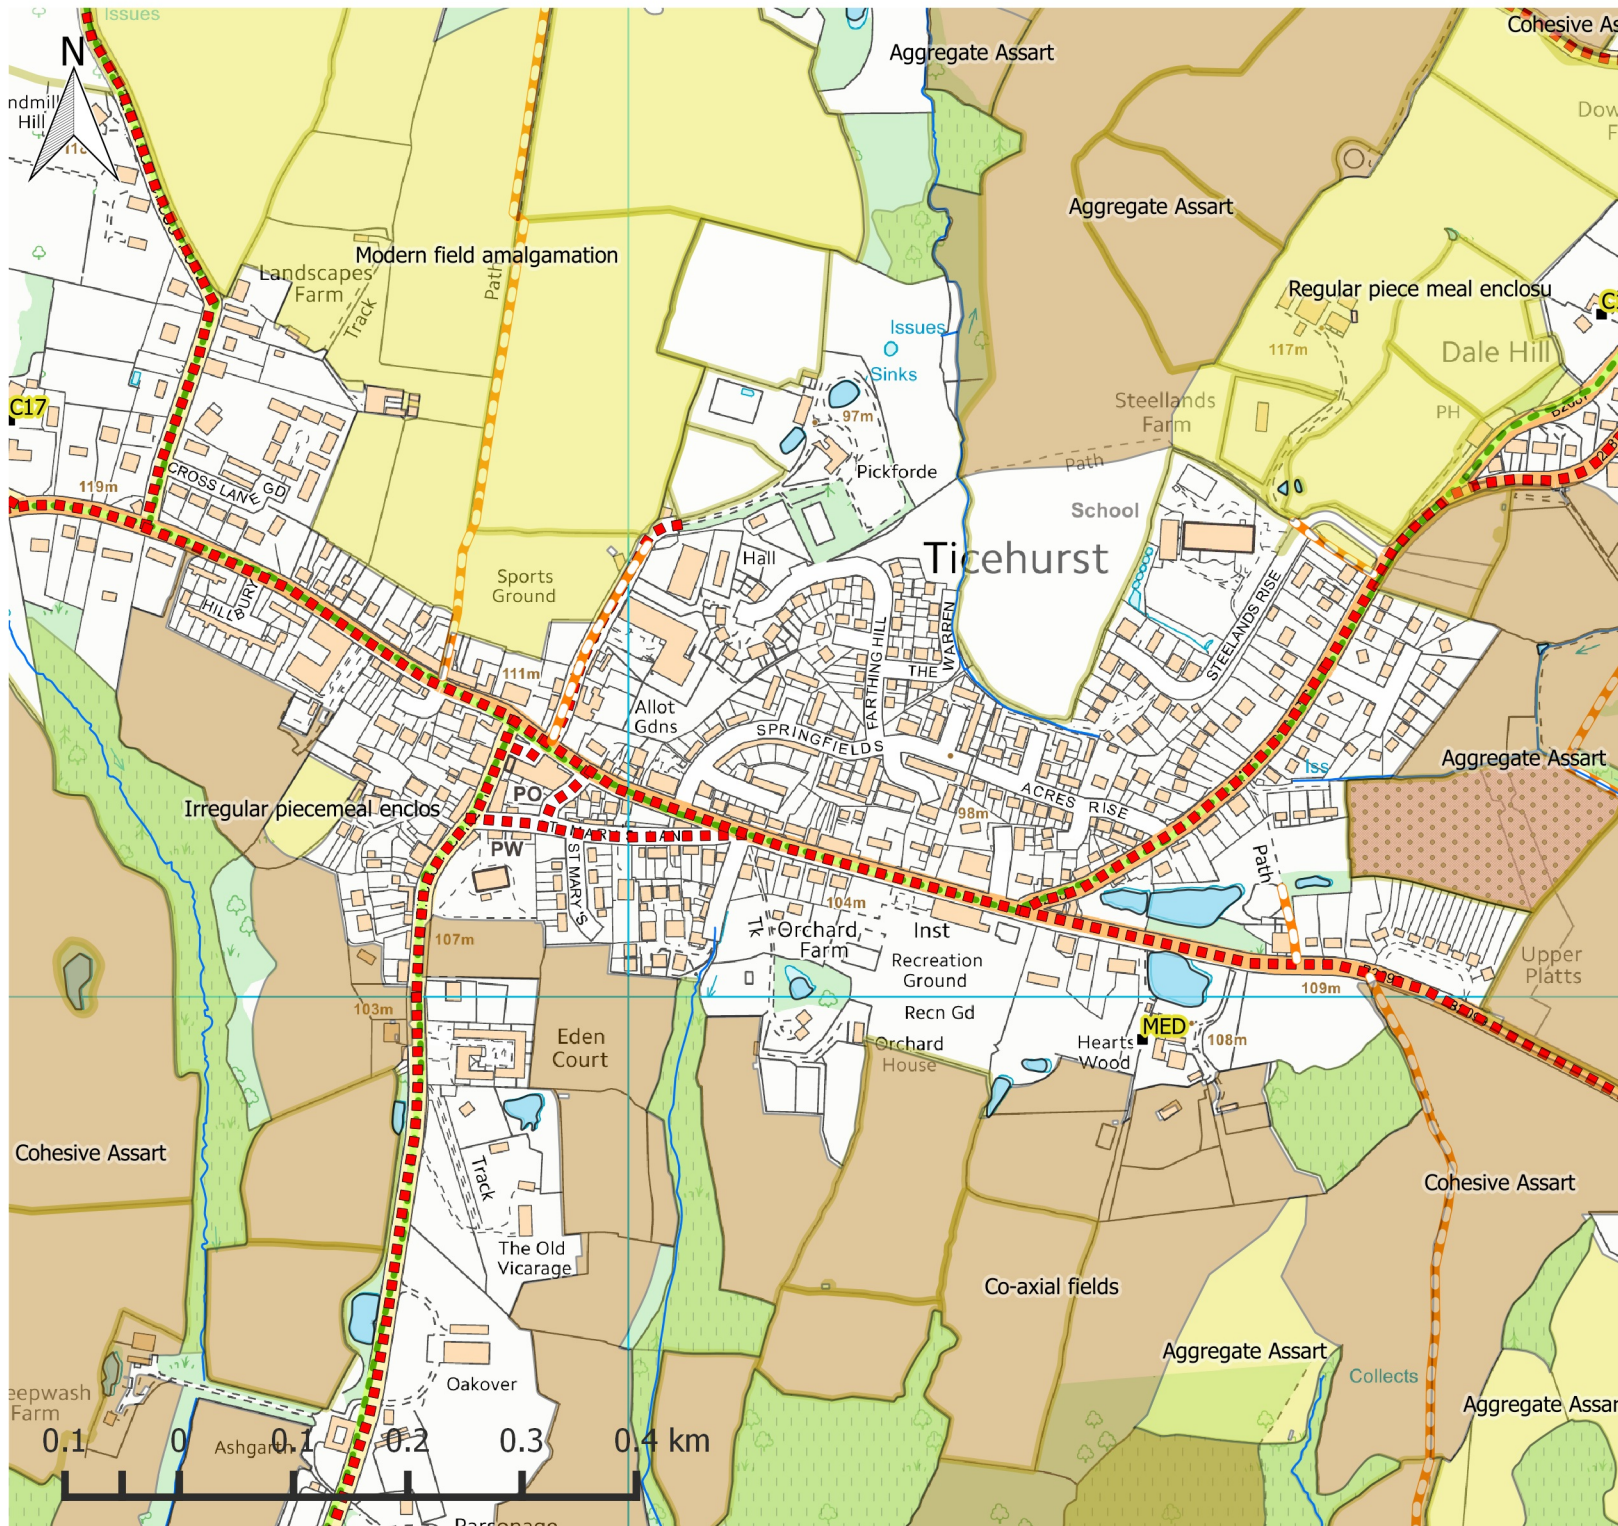 Issues
Cohesive As
N
Aggregate Assart
ndmill
Hill
Dow
F
Aggregate Assart
Modern field amalgamation
Landscapes
Farm
Path
Track
Regular piece meal enclosu
C
Issues
117m
Sinks
Dale Hill
C17
97m
Steellands
Farm
PH
Pickforde
Path
CROSS LANE GD
119m
School
Ticehurst
Hall
Sports
Ground
HILLBURY
STEELANDS RISE
THE
WARREN
FARTHING HILL
111m
Allot
Gdns
SPRINGFIELDS
Aggregate Assart
Iss
ACRES RISE
PO
98m
Irregular piecemeal enclos
PW
ST MARY'S
Path
104m
Tk
Orchard
Farm
Inst
107m
Recreation
Ground
Upper
Platts
109m
103m
Recn Gd
MED
Eden
Court
Orchard
House
Hearts
Wood
108m
Cohesive Assart
Track
Cohesive Assart
The Old
Vicarage
Co-axial fields
Aggregate Assart
Collects
Oakover
eepwash
Farm
Aggregate Assar
Ashgarth
0.1 0 0.1 0.2 0.3 0.4 km
Parsonage